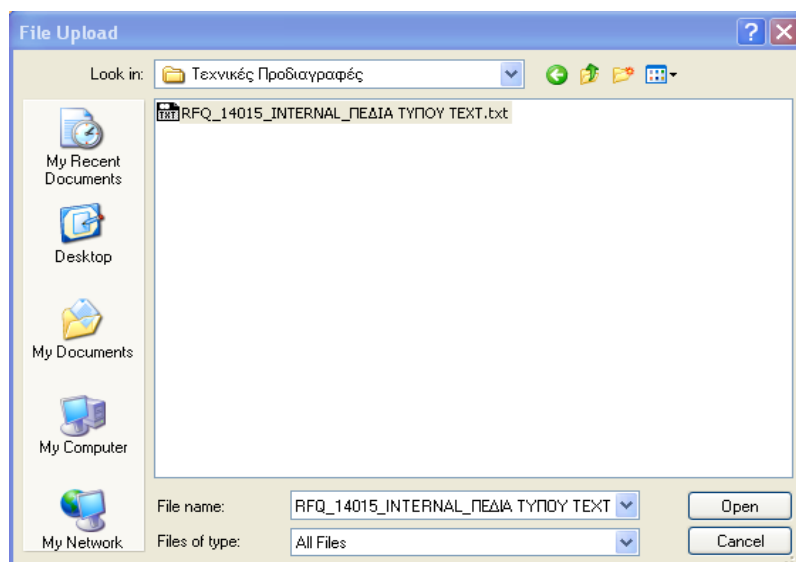 File Upload
Look in:
Τεχνικές Προδιαγραφές
TXT
RFQ_14015_INTERNAL_ΠΕΔΙΑ ΤΥΠΟΥ TEXT.txt
My Recent
Documents
Desktop
My Documents
My Computer
My Network
File name:
RFQ_14015_INTERNAL_ΠΕΔΙΑ ΤΥΠΟΥ TEXT
Open
Files of type:
All Files
Cancel